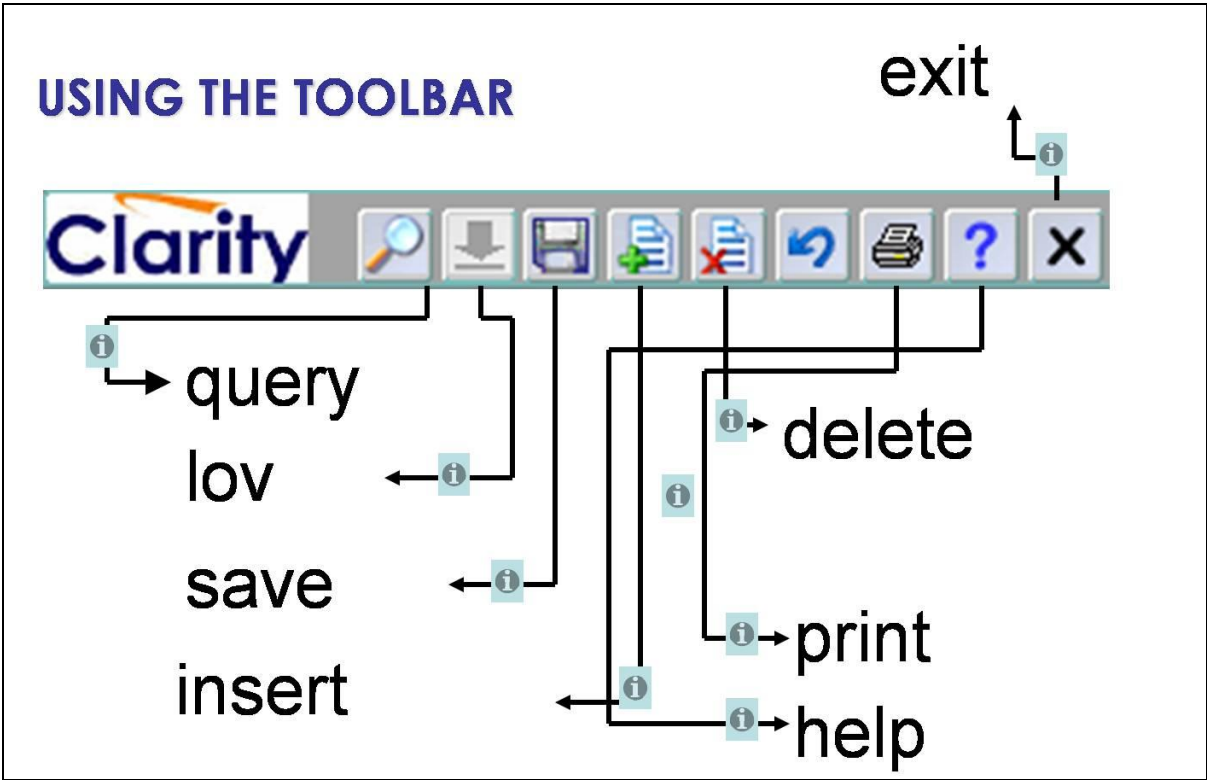 exit
USING THE TOOLBAR
Clarity
?
X
query
delete
lov
save
print
insert
help